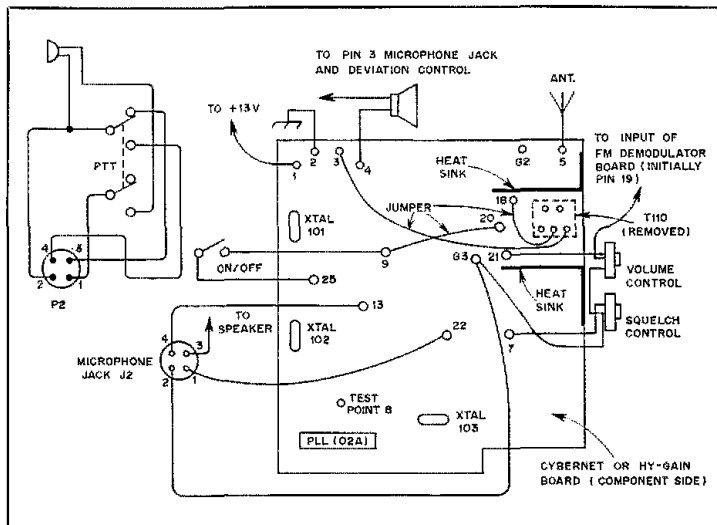 TO PIN 3 MICROPHONE JACK
AND DEVIATION CONTROL
ANT.
TO +13V
TO INPUT OF
FM DEMODULATOR
BOARD (INITIALLY
PIN 19)
PTT
1
2
3
4
G2
5
HEAT
SINK
18
JUMPER
20
T110
(REMOVED)
XTAL
101
4
3
2
1
P2
ON/OFF
9
G3
21
VOLUME
CONTROL
25
HEAT
SINK
13
TO
SPEAKER
SQUELCH
CONTROL
4
3
XTAL
102
22
7
MICROPHONE
JACK J2
2
1
TEST
POINT 8
XTAL
103
PLL (02A)
CYBERNET OR HY-GAIN
BOARD (COMPONENT SIDE)